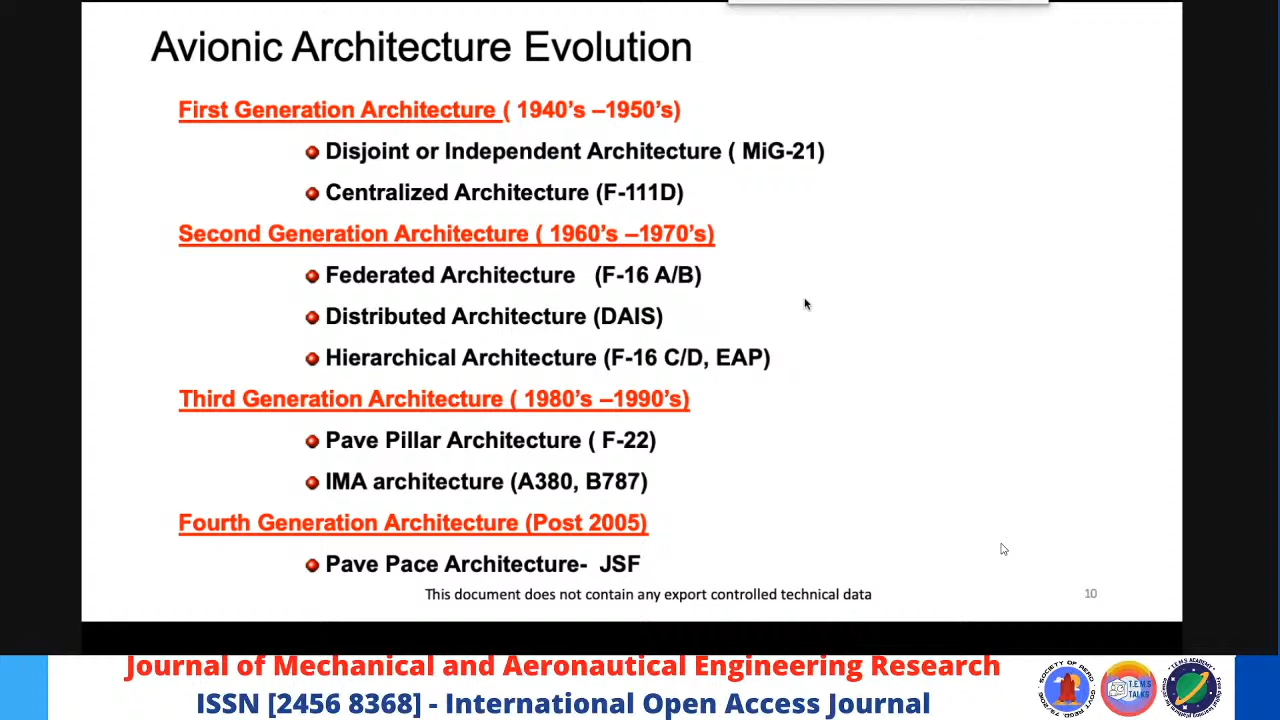 Avionic Architecture Evolution
First Generation Architecture ( 1940's –1950's)
Disjoint or Independent Architecture ( MiG-21)
Centralized Architecture (F-111D)
Second Generation Architecture ( 1960's –1970's)
Federated Architecture (F-16 A/B)
Distributed Architecture (DAIS)
Hierarchical Architecture (F-16 C/D, EAP)
Third Generation Architecture ( 1980's –1990's)
Pave Pillar Architecture ( F-22)
IMA architecture (A380, B787)
Fourth Generation Architecture (Post 2005)
Pave Pace Architecture- JSF
This document does not contain any export controlled technical data
10
Journal of Mechanical and Aeronautical Engineering Research
ISSN [2456 8368] - International Open Access Journal
T.E.M.S
TALKS